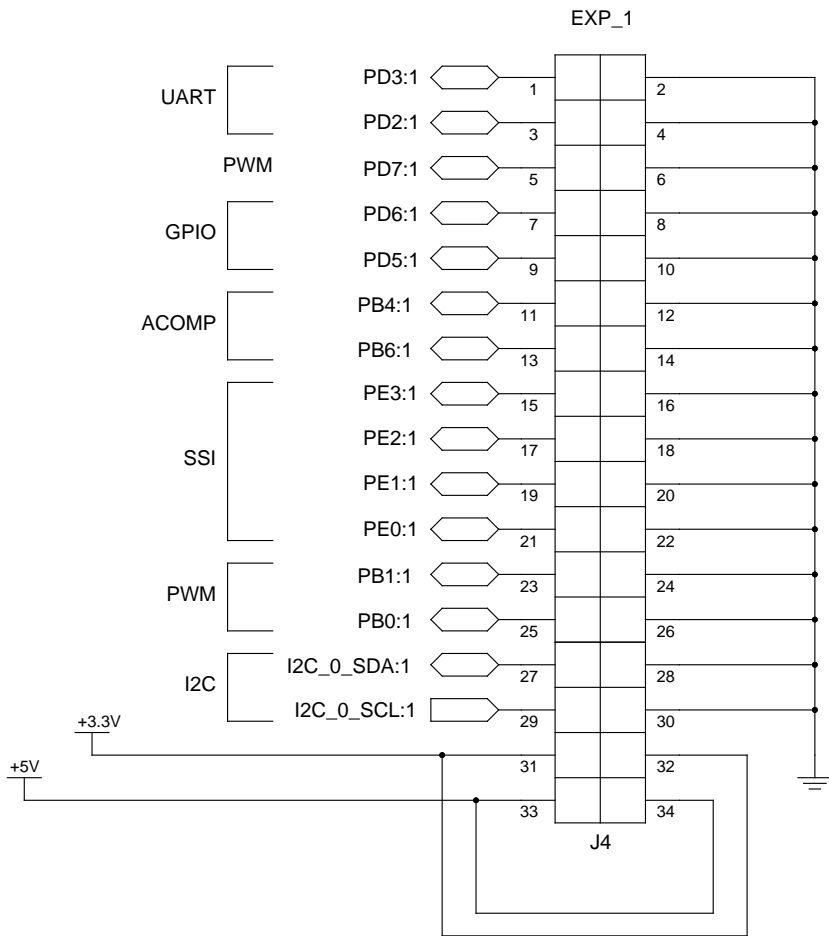 EXP_1
UART
PD3:1
1
2
PD2:1
3
4
PWM
PD7:1
5
6
GPIO
PD6:1
7
8
PD5:1
9
10
ACOMP
PB4:1
11
12
PB6:1
13
14
SSI
PE3:1
15
16
PE2:1
17
18
PE1:1
19
20
PE0:1
21
22
PWM
PB1:1
23
24
PB0:1
25
26
I2C
I2C_0_SDA:1
27
28
I2C_0_SCL:1
29
30
+3.3V
31
32
+5V
33
34
J4